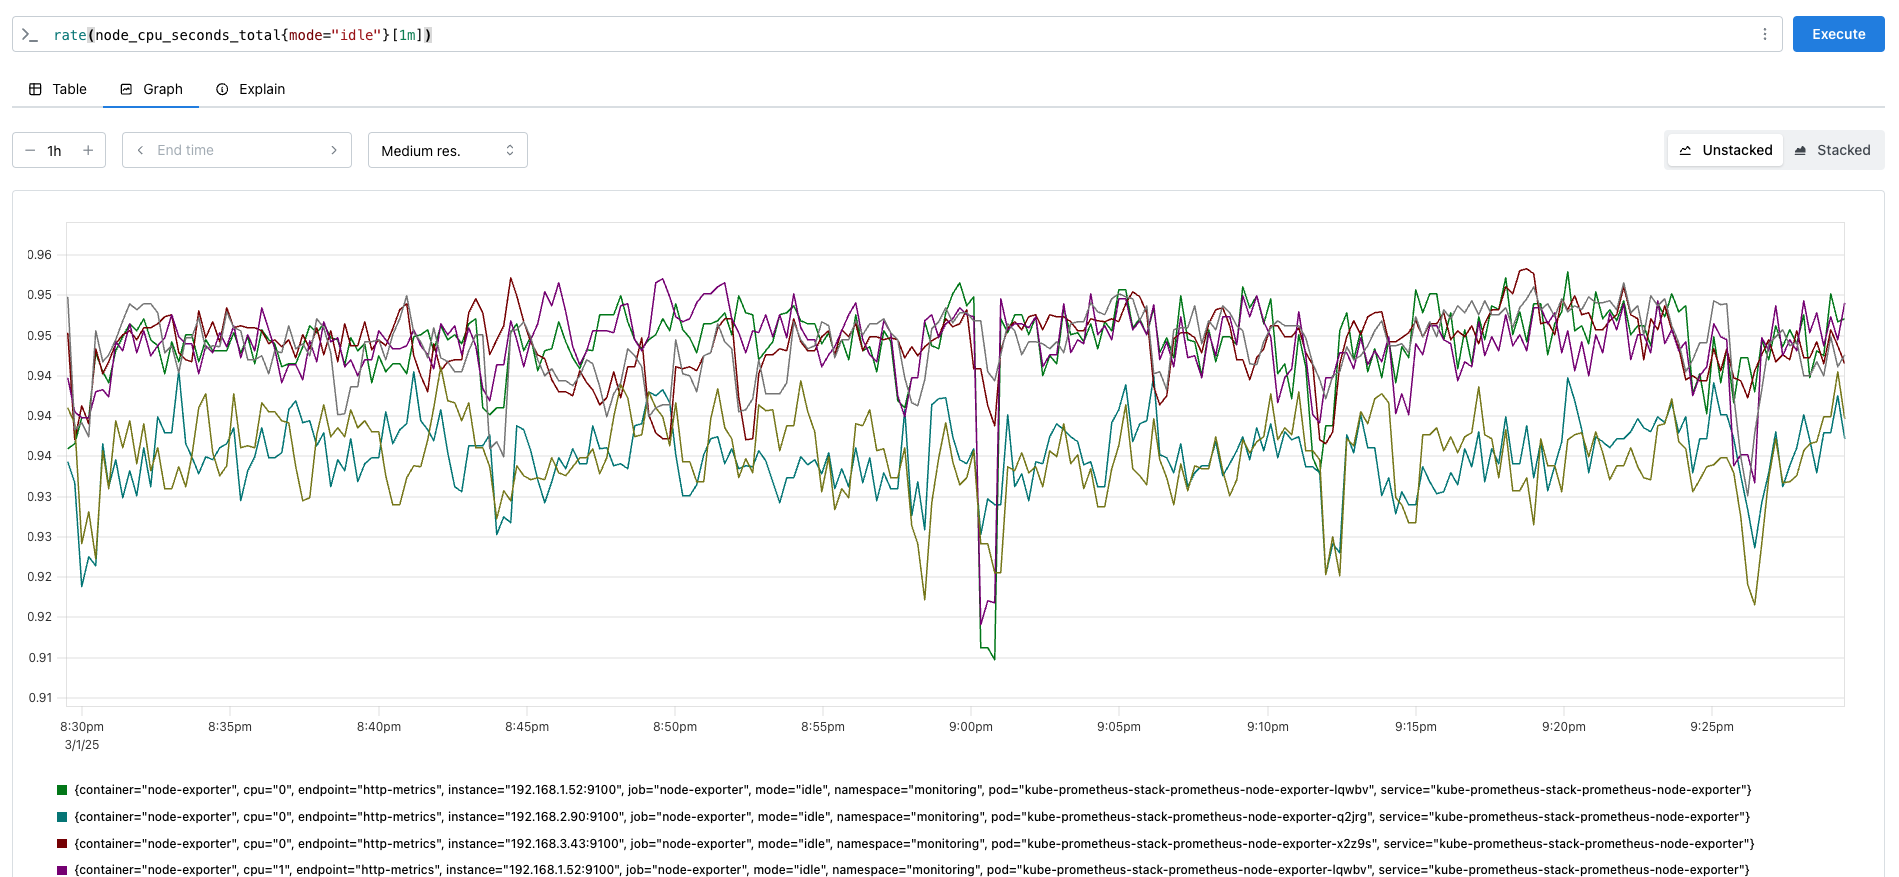 >_ rate(node_cpu_seconds_total{mode="idle"}[1m])
Execute
Table Graph Explain
− 1h + < End time > Medium res. Unstacked Stacked
0.96
0.95
0.95
0.94
0.94
0.94
0.93
0.93
0.92
0.92
0.91
0.91
8:30pm 8:35pm 8:40pm 8:45pm 8:50pm 8:55pm 9:00pm 9:05pm 9:10pm 9:15pm 9:20pm 9:25pm
3/1/25
{container="node-exporter", cpu="0", endpoint="http-metrics", instance="192.168.1.52:9100", job="node-exporter", mode="idle", namespace="monitoring", pod="kube-prometheus-stack-prometheus-node-exporter-lqwbv", service="kube-prometheus-stack-prometheus-node-exporter"}
{container="node-exporter", cpu="0", endpoint="http-metrics", instance="192.168.2.90:9100", job="node-exporter", mode="idle", namespace="monitoring", pod="kube-prometheus-stack-prometheus-node-exporter-q2jrg", service="kube-prometheus-stack-prometheus-node-exporter"}
{container="node-exporter", cpu="0", endpoint="http-metrics", instance="192.168.3.43:9100", job="node-exporter", mode="idle", namespace="monitoring", pod="kube-prometheus-stack-prometheus-node-exporter-x2z9s", service="kube-prometheus-stack-prometheus-node-exporter"}
{container="node-exporter", cpu="1", endpoint="http-metrics", instance="192.168.1.52:9100", job="node-exporter", mode="idle", namespace="monitoring", pod="kube-prometheus-stack-prometheus-node-exporter-lqwbv", service="kube-prometheus-stack-prometheus-node-exporter"}